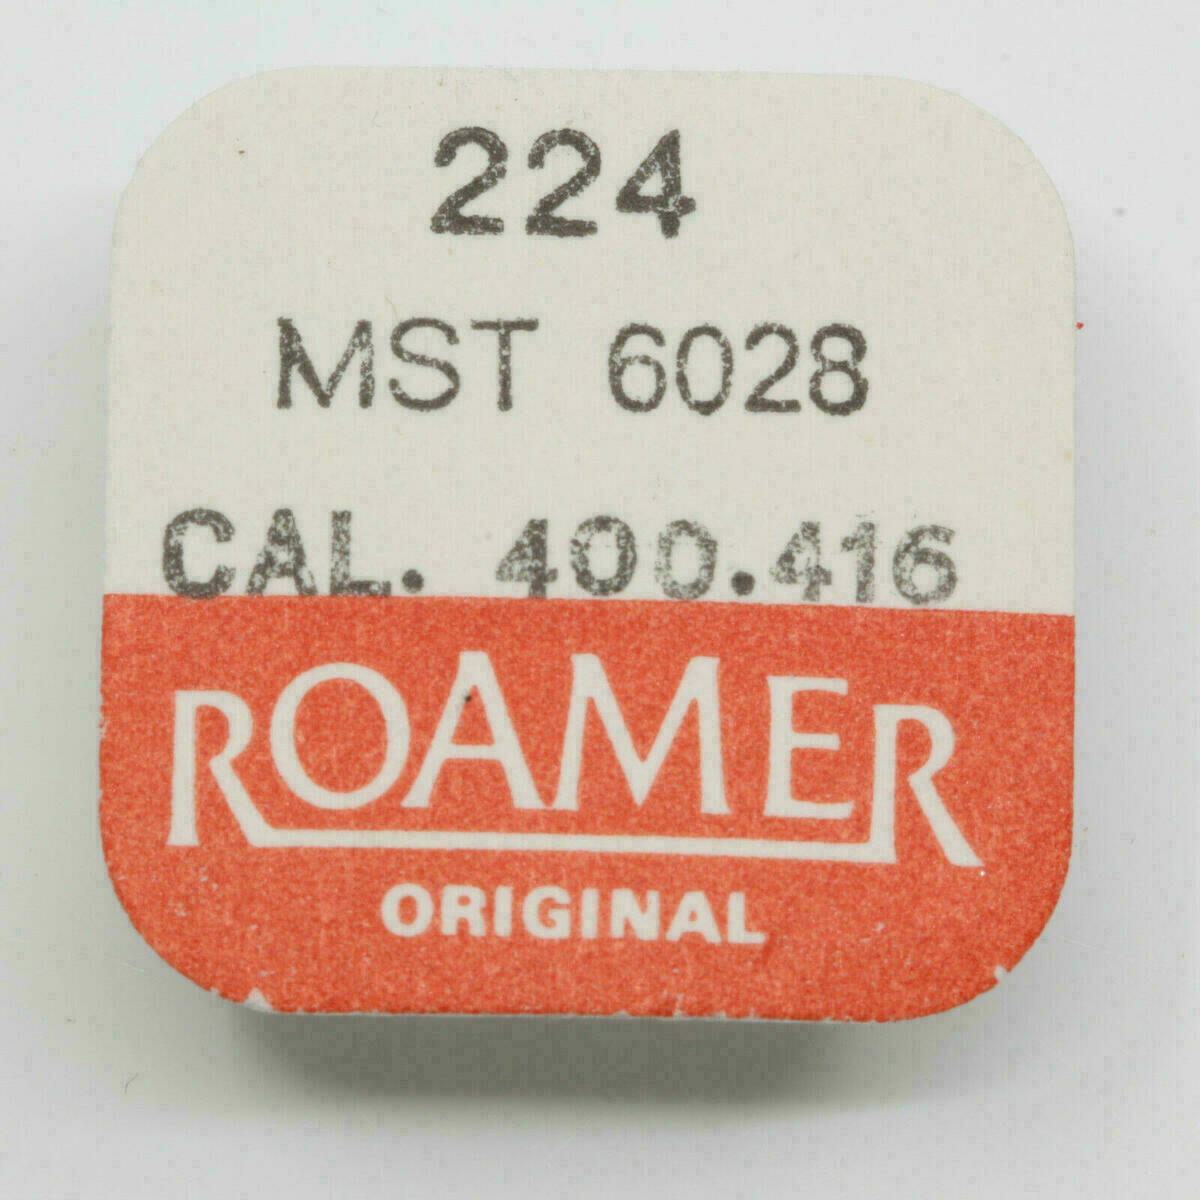 224
MST 6028
CAL. 400.416
ROAMER
ORIGINAL